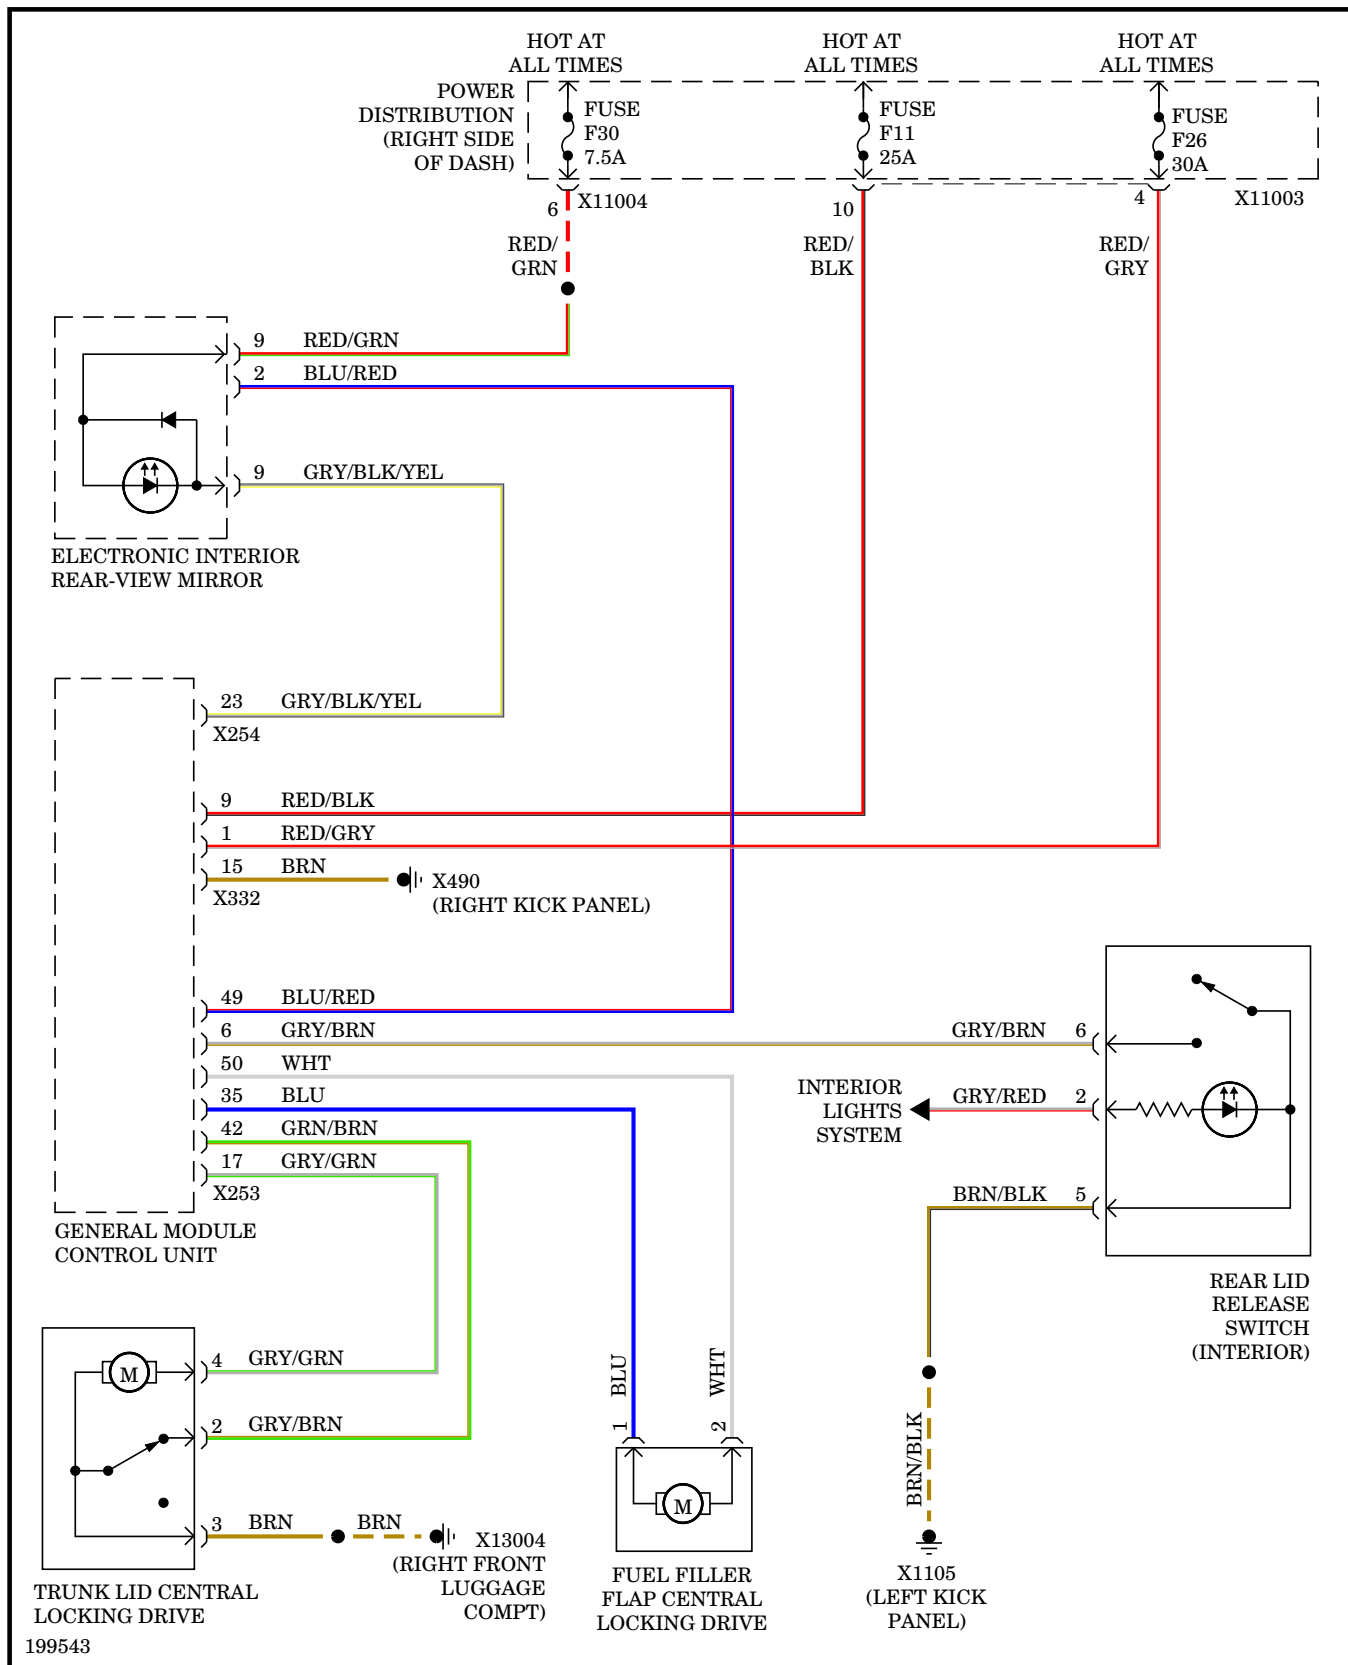 HOT AT
ALL TIMES
HOT AT
ALL TIMES
HOT AT
ALL TIMES
POWER
DISTRIBUTION
(RIGHT SIDE
OF DASH)
FUSE
F30
7.5A
FUSE
F11
25A
FUSE
F26
30A
6
X11004
10
4
X11003
RED/
GRN
RED/
BLK
RED/
GRY
9 RED/GRN
2 BLU/RED
9 GRY/BLK/YEL
ELECTRONIC INTERIOR
REAR-VIEW MIRROR
23 GRY/BLK/YEL
X254
9 RED/BLK
1 RED/GRY
15 BRN
X332
X490
(RIGHT KICK PANEL)
49 BLU/RED
6 GRY/BRN
50 WHT
35 BLU
42 GRN/BRN
17 GRY/GRN
X253
GENERAL MODULE
CONTROL UNIT
GRY/BRN 6
INTERIOR
LIGHTS
SYSTEM
GRY/RED 2
BRN/BLK 5
REAR LID
RELEASE
SWITCH
(INTERIOR)
M
4 GRY/GRN
2 GRY/BRN
3 BRN
BRN
X13004
(RIGHT FRONT
LUGGAGE
COMPT)
TRUNK LID CENTRAL
LOCKING DRIVE
BLU
WHT
1
2
M
FUEL FILLER
FLAP CENTRAL
LOCKING DRIVE
BRN/BLK
X1105
(LEFT KICK
PANEL)
199543